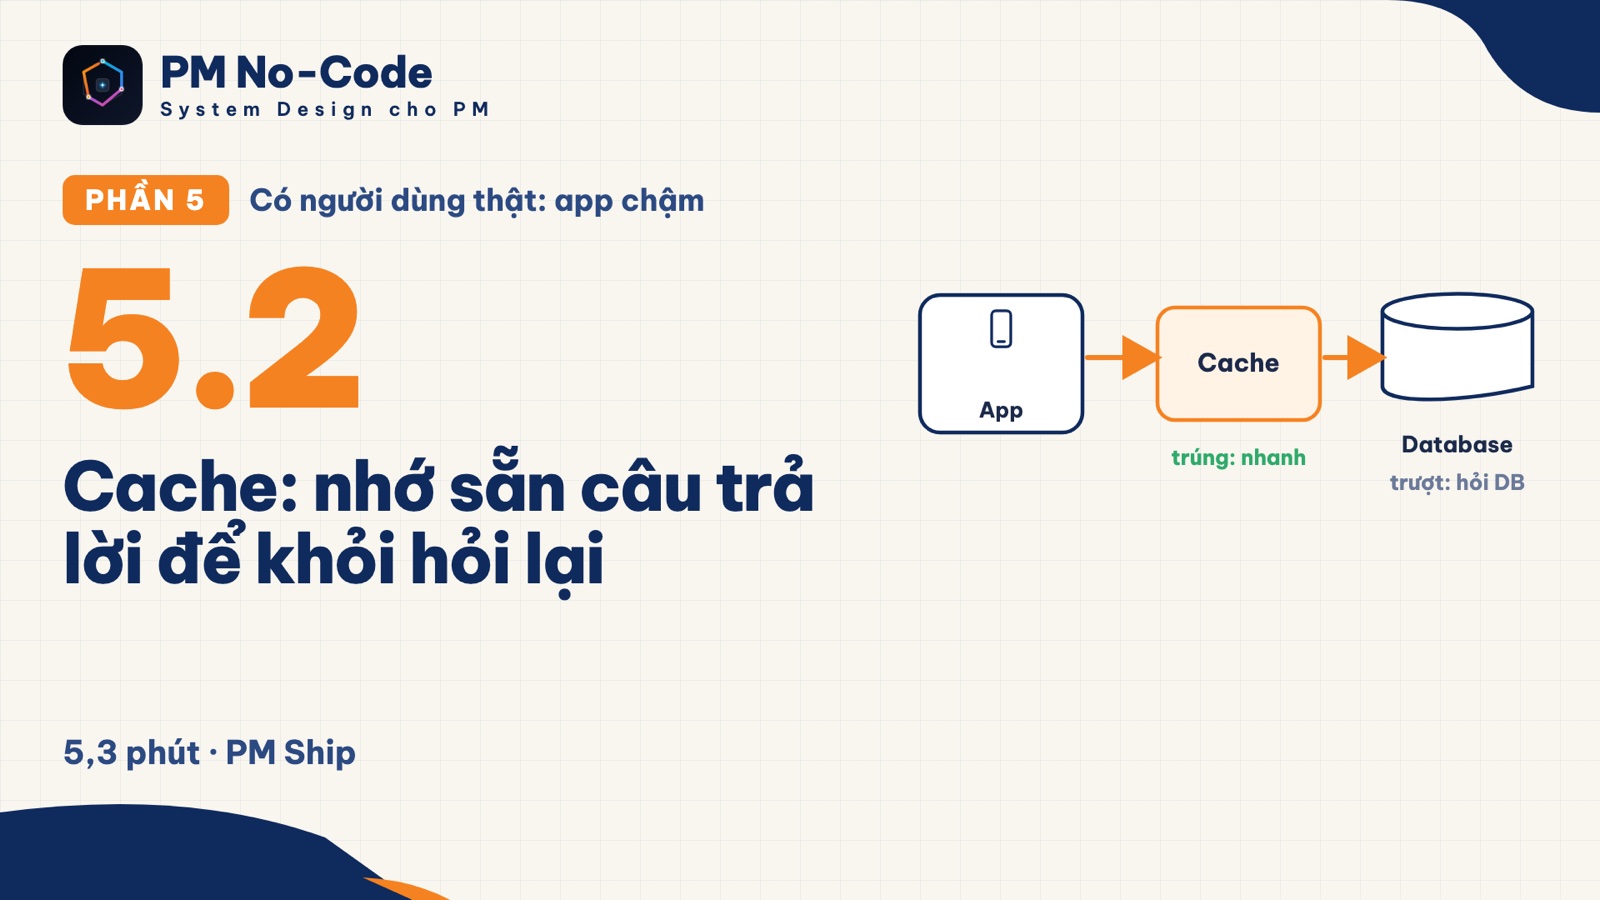 PM No-Code
System Design cho PM
PHẦN 5
Có người dùng thật: app chậm
5.2
Cache: nhớ sẵn câu trả
lời để khỏi hỏi lại
App
Cache
trúng: nhanh
Database
trượt: hỏi DB
5,3 phút · PM Ship